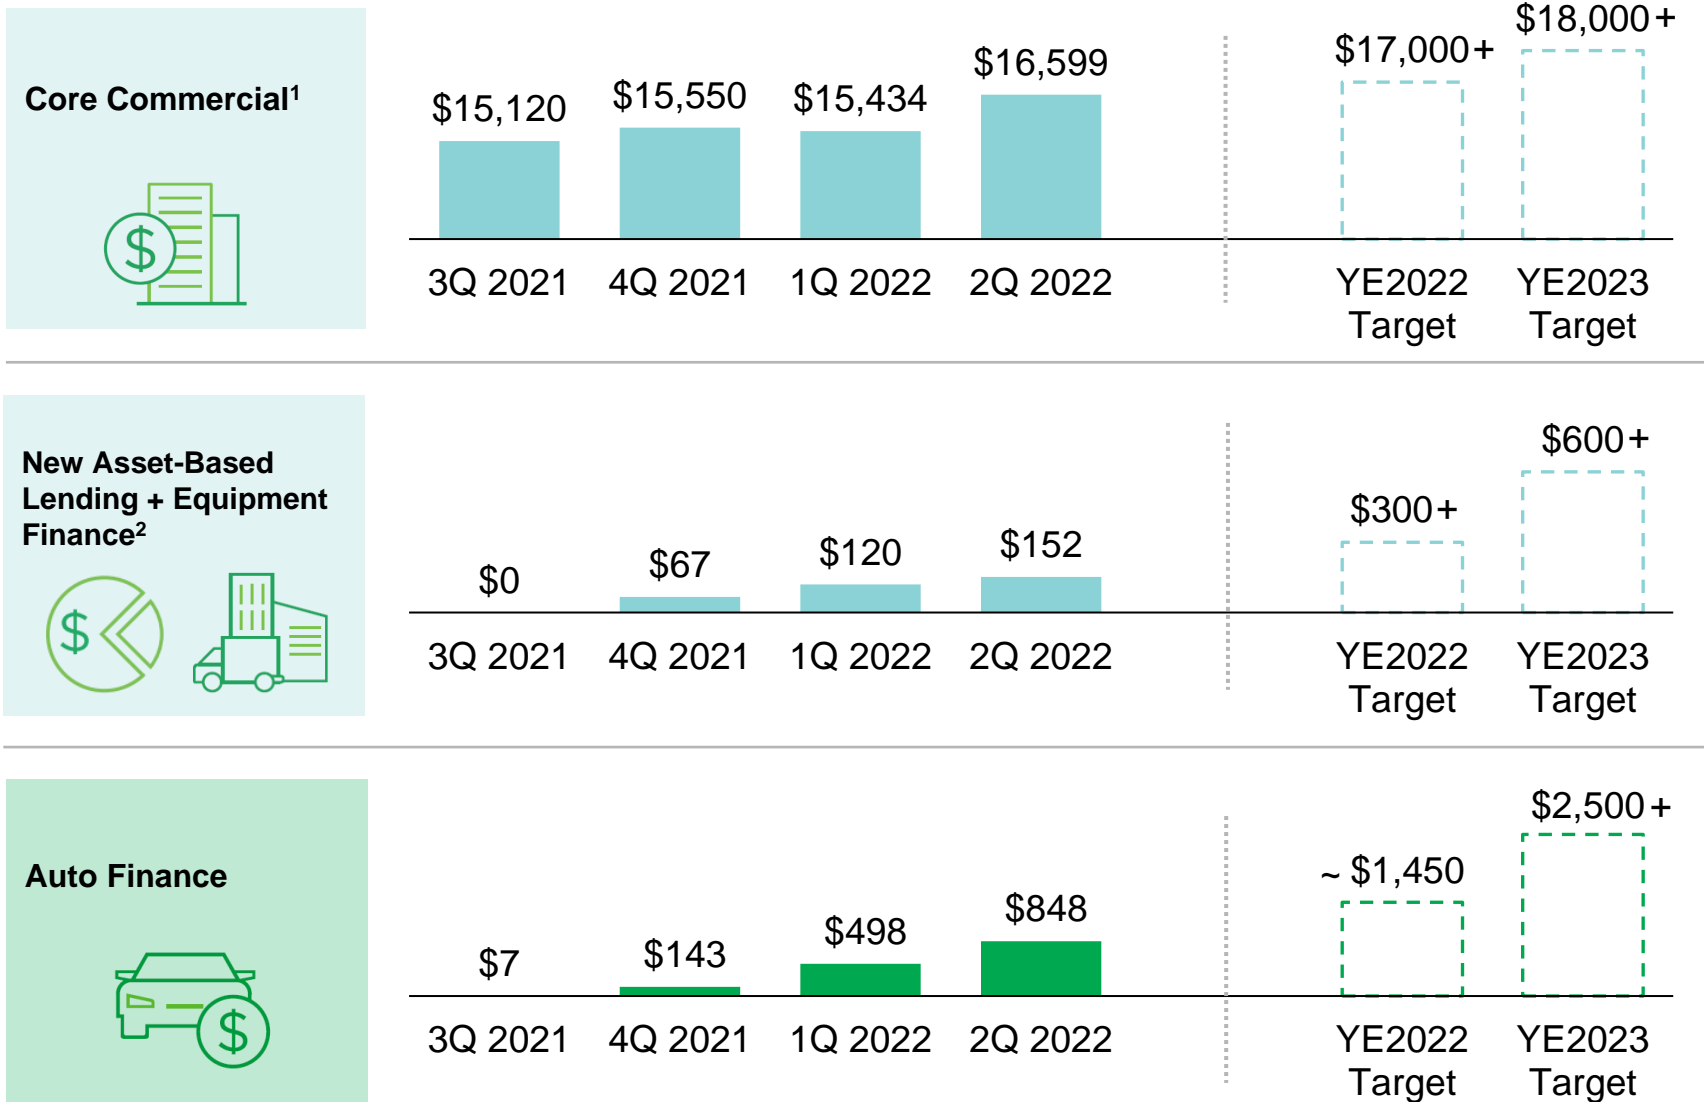 Core Commercial¹
$
$15,120
$15,550
$15,434
$16,599
$17,000+
$18,000+
3Q 2021
4Q 2021
1Q 2022
2Q 2022
YE2022
Target
YE2023
Target
New Asset-Based
Lending + Equipment
Finance²
$
$0
$67
$120
$152
$300+
$600+
3Q 2021
4Q 2021
1Q 2022
2Q 2022
YE2022
Target
YE2023
Target
Auto Finance
$
$7
$143
$498
$848
~ $1,450
$2,500+
3Q 2021
4Q 2021
1Q 2022
2Q 2022
YE2022
Target
YE2023
Target